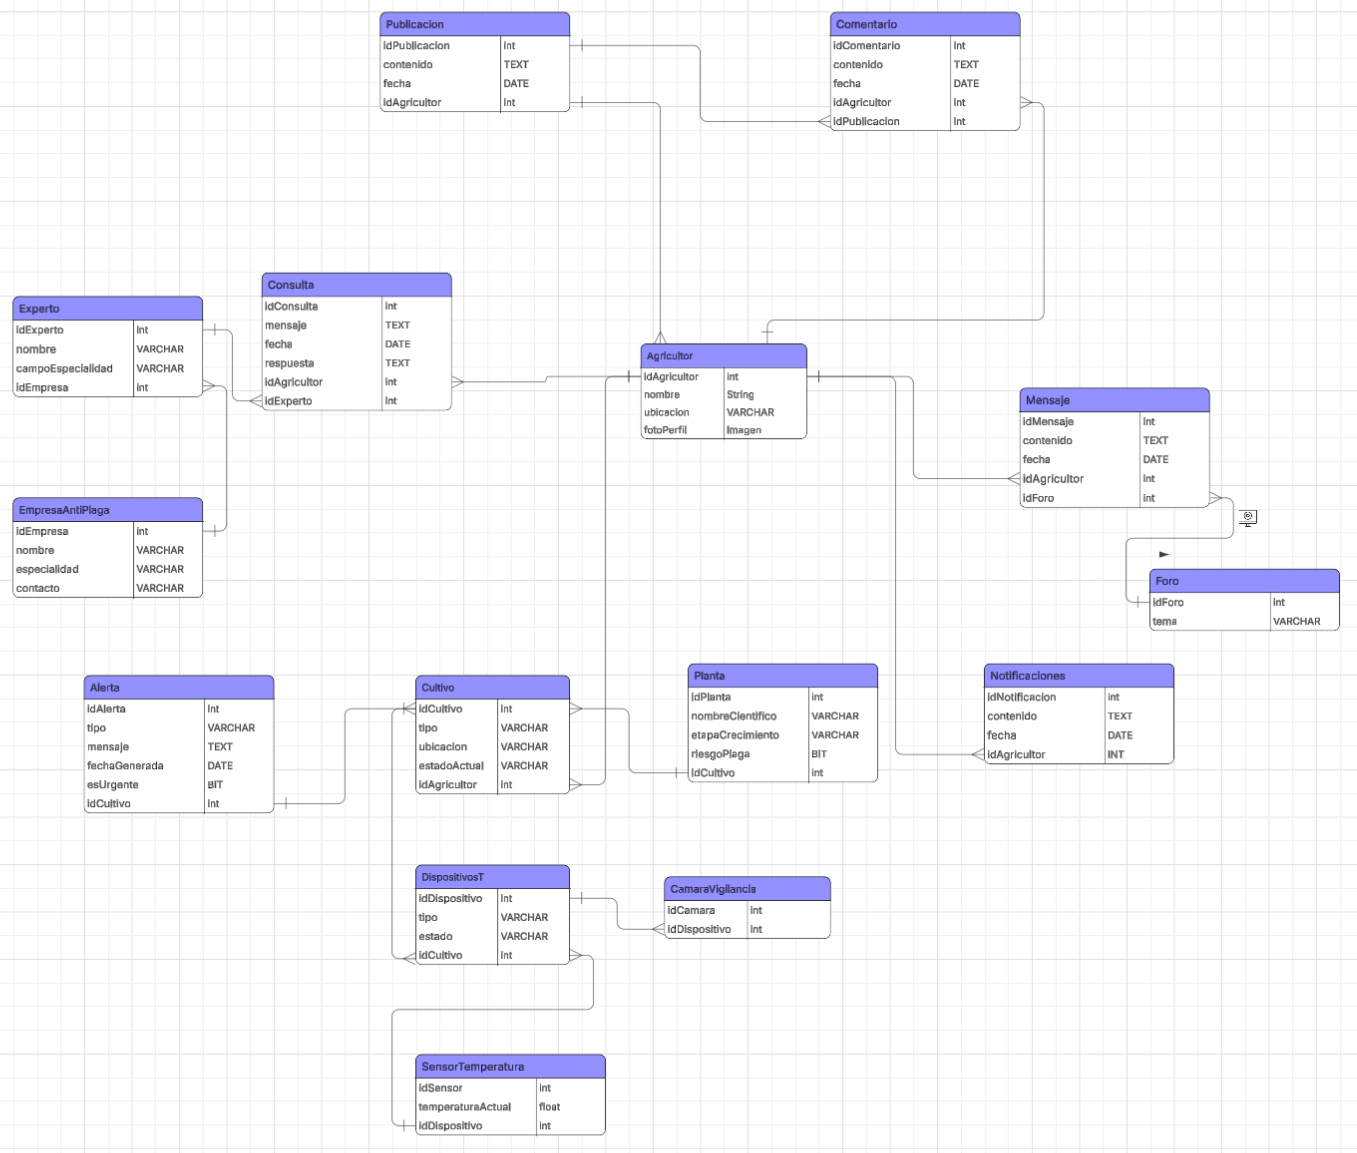 Publicacion
idPublicacion int
contenido TEXT
fecha DATE
idAgricultor int
Comentario
idComentario int
contenido TEXT
fecha DATE
idAgricultor int
idPublicacion int
Experto
idExperto int
nombre VARCHAR
campoEspecialidad VARCHAR
idEmpresa int
Consulta
idConsulta int
mensaje TEXT
fecha DATE
respuesta TEXT
idAgricultor int
idExperto int
Agricultor
idAgricultor int
nombre String
ubicacion VARCHAR
fotoPerfil Imagen
Mensaje
idMensaje int
contenido TEXT
fecha DATE
idAgricultor int
idForo int
EmpresaAntiPlaga
idEmpresa int
nombre VARCHAR
especialidad VARCHAR
contacto VARCHAR
Foro
idForo int
tema VARCHAR
Alerta
idAlerta int
tipo VARCHAR
mensaje TEXT
fechaGenerada DATE
esUrgente BIT
idCultivo int
Cultivo
idCultivo int
tipo VARCHAR
ubicacion VARCHAR
estadoActual VARCHAR
idAgricultor int
Planta
idPlanta int
nombreCientifico VARCHAR
etapaCrecimiento VARCHAR
riesgoPlaga BIT
idCultivo int
Notificaciones
idNotificacion int
contenido TEXT
fecha DATE
idAgricultor INT
DispositivosT
idDispositivo int
tipo VARCHAR
estado VARCHAR
idCultivo int
CamaraVigilancia
idCamara int
idDispositivo int
SensorTemperatura
idSensor int
temperaturaActual float
idDispositivo int